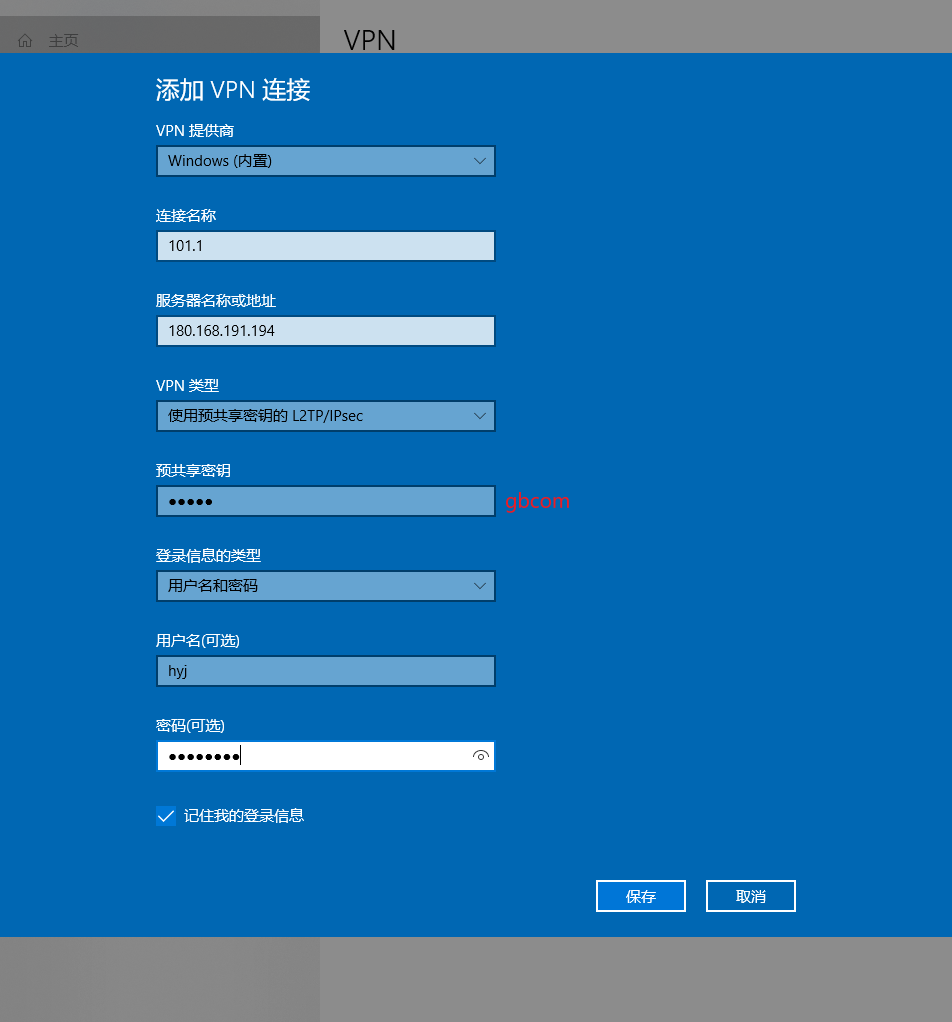 主页
VPN
添加 VPN 连接
VPN 提供商
Windows (内置)
连接名称
101.1
服务器名称或地址
180.168.191.194
VPN 类型
使用预共享密钥的 L2TP/IPsec
预共享密钥
●●●●● gbcom
登录信息的类型
用户名和密码
用户名(可选)
hyj
密码(可选)
●●●●●●●●
记住我的登录信息
保存 取消